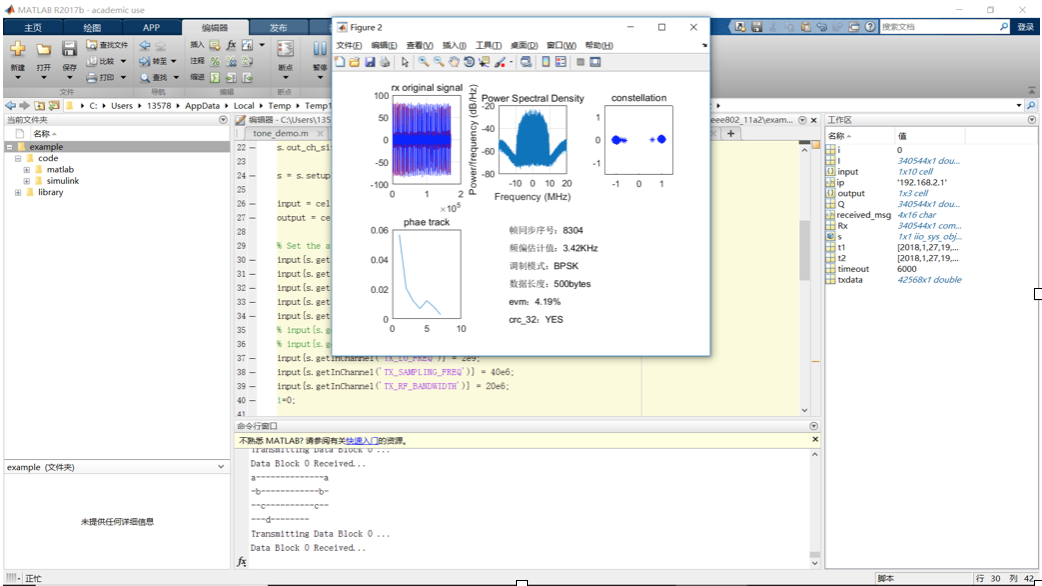 MATLAB R2017b - academic use
主页
绘图
APP
编辑器
发布
搜索文档
登录
新建
打开
保存
查找文件
比较
打印
转至
查找
插入
注释
缩进
fx
断点
暂停
文件
导航
编辑
断点
C: Users 13578 AppData Local Temp Temp1
eee802_11a2\exam...
当前文件夹
名称
example
code
matlab
simulink
library
example (文件夹)
未提供任何详细信息
编辑器 - C:\Users\135
tone_demo.m
22
23
24
25
26
27
28
29
30
31
32
33
34
35
36
37
38
39
40
41
s.out_ch_si
s = s.setup
input = cel
output = ce
% Set the a
input{s.get
input{s.get
input{s.get
input{s.get
input{s.get
% input{s.g
% input{s.g
input{s.getInChannel('TX_LO_FREQ')} = 2e9;
input{s.getInChannel('TX_SAMPLING_FREQ')} = 40e6;
input{s.getInChannel('TX_RF_BANDWIDTH')} = 20e6;
i=0;
Figure 2
文件(F) 编辑(E) 查看(V) 插入(I) 工具(T) 桌面(D) 窗口(W) 帮助(H)
rx original signal
100
50
0
-50
-100
0 1 2
×10⁵
Power Spectral Density
Power/frequency (dB/Hz)
-20
-40
-60
-80
-10 0 10 20
Frequency (MHz)
constellation
1
0
-1
-1 0 1
phae track
0.06
0.04
0.02
0
0 5 10
帧同步序号：8304
频偏估计值：3.42KHz
调制模式：BPSK
数据长度：500bytes
evm：4.19%
crc_32：YES
命令行窗口
不熟悉 MATLAB? 请参阅有关快速入门的资源。
Transmitting Data Block 0 ...
Data Block 0 Received...
a--------------a
-b-----------b-
--c----------c--
---d--------
Transmitting Data Block 0 ...
Data Block 0 Received...
fx
工作区
名称 值
i 0
I 340544x1 dou...
input 1x10 cell
ip '192.168.2.1'
output 1x3 cell
Q 340544x1 dou...
received_msg 4x16 char
Rx 340544x1 com...
s 1x1 iio_sys_obj...
t1 [2018,1,27,19,...
t2 [2018,1,27,19,...
timeout 6000
txdata 42568x1 double
正忙
脚本
行 30 列 42